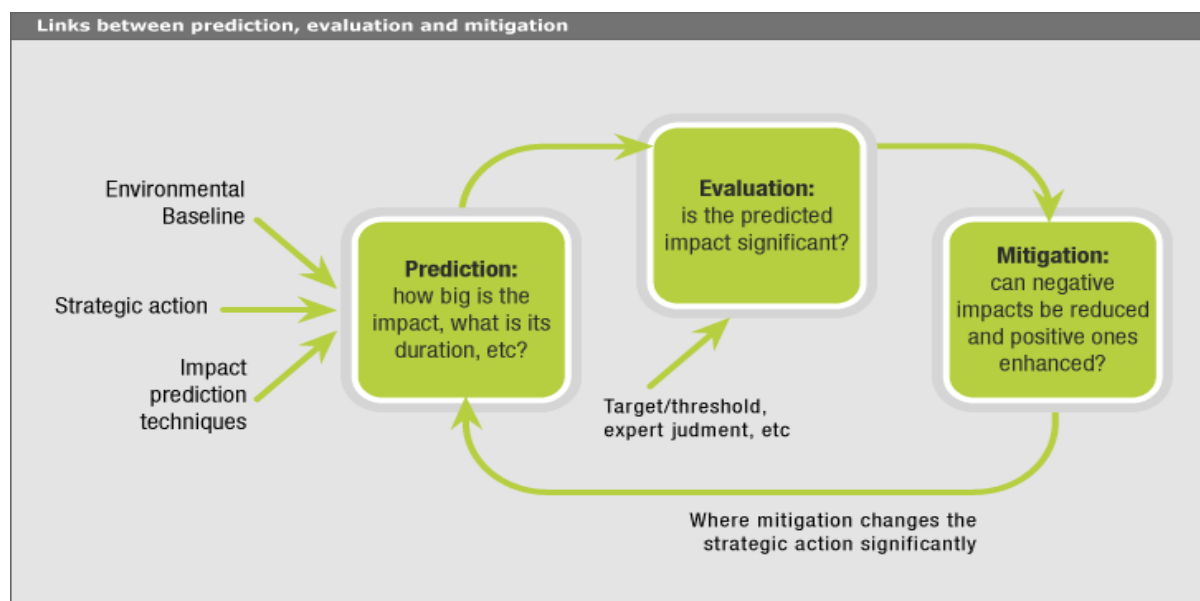 Links between prediction, evaluation and mitigation
Environmental
Baseline
Strategic action
Impact
prediction
techniques
Prediction:
how big is the
impact, what is its
duration, etc?
Evaluation:
is the predicted
impact significant?
Target/threshold,
expert judgment, etc
Mitigation:
can negative
impacts be reduced
and positive ones
enhanced?
Where mitigation changes the
strategic action significantly